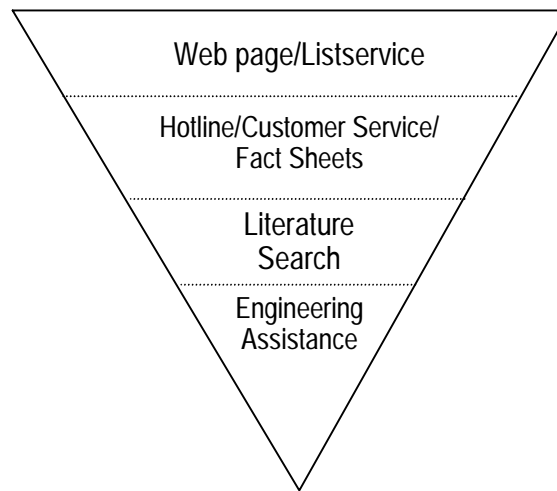 Web page/Listservice
Hotline/Customer Service/
Fact Sheets
Literature
Search
Engineering
Assistance